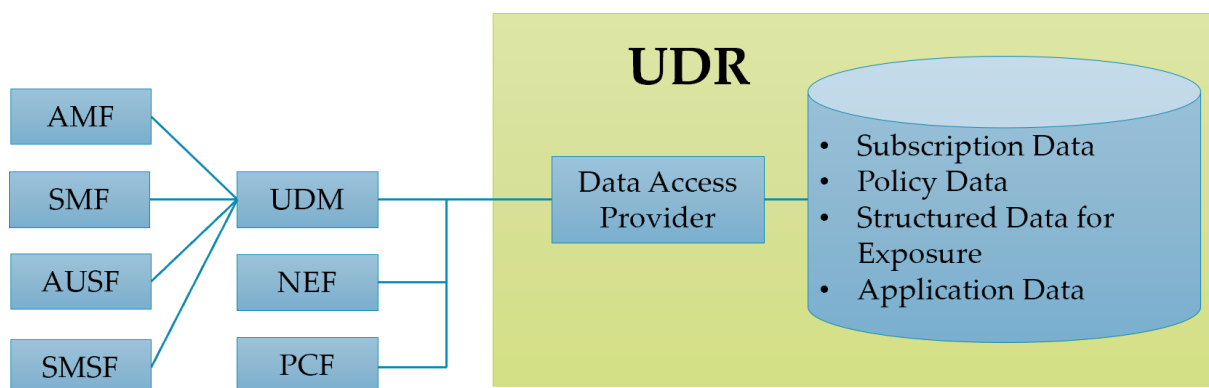 UDR
AMF
SMF
AUSF
SMSF
UDM
NEF
PCF
Data Access
Provider
• Subscription Data
• Policy Data
• Structured Data for
Exposure
• Application Data